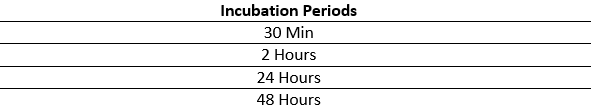 Incubation Periods
30 Min
2 Hours
24 Hours
48 Hours